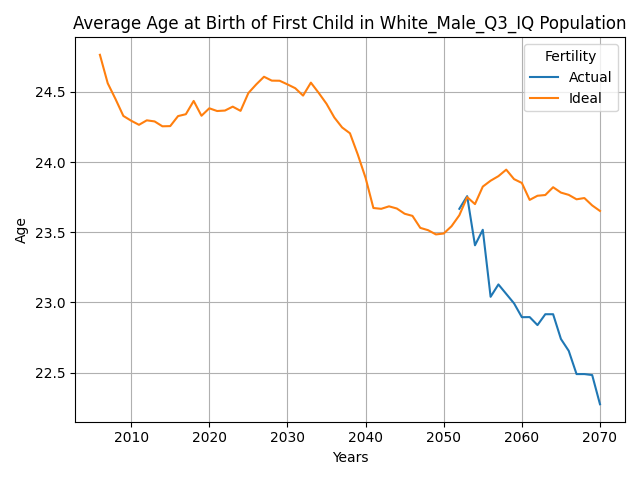 Average Age at Birth of First Child in White_Male_Q3_IQ Population
Fertility
Actual
Ideal
Age
24.5
24.0
23.5
23.0
22.5
2010 2020 2030 2040 2050 2060 2070
Years